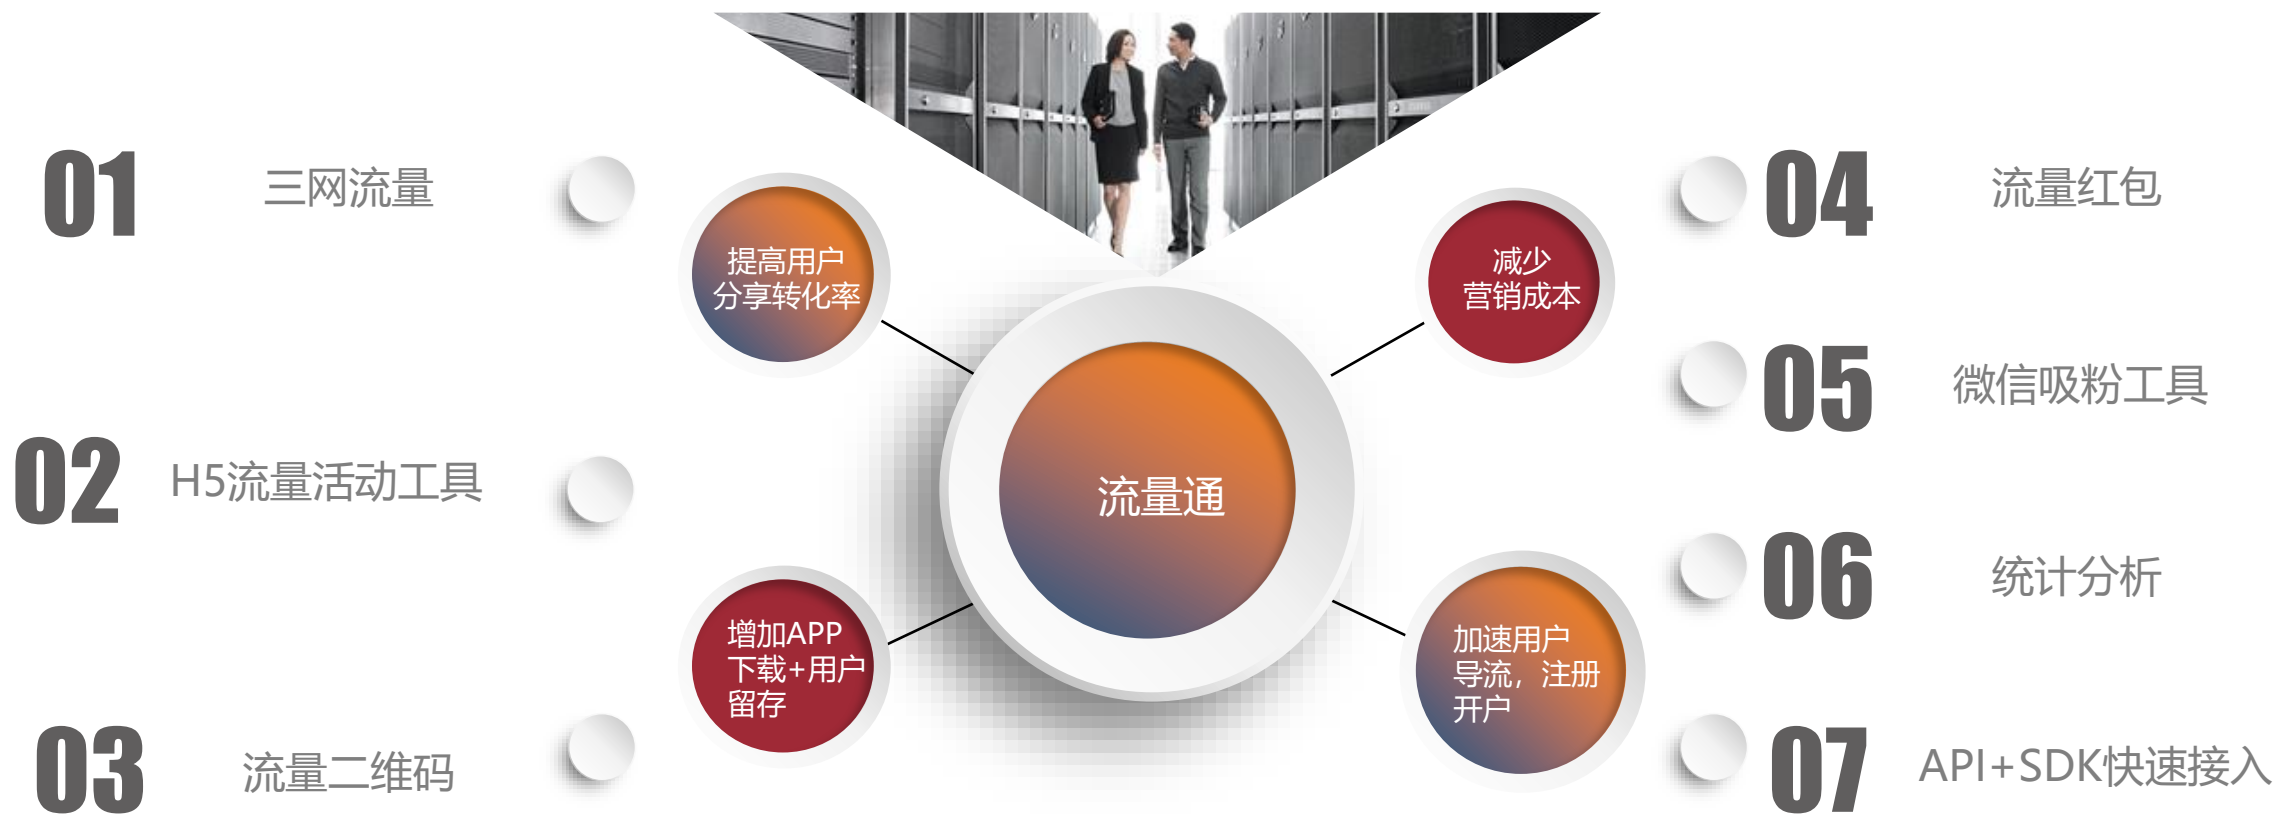 01
三网流量
02
H5流量活动工具
03
流量二维码
提高用户
分享转化率
增加APP
下载+用户
留存
流量通
减少
营销成本
加速用户
导流，注册
开户
04
流量红包
05
微信吸粉工具
06
统计分析
07
API+SDK快速接入